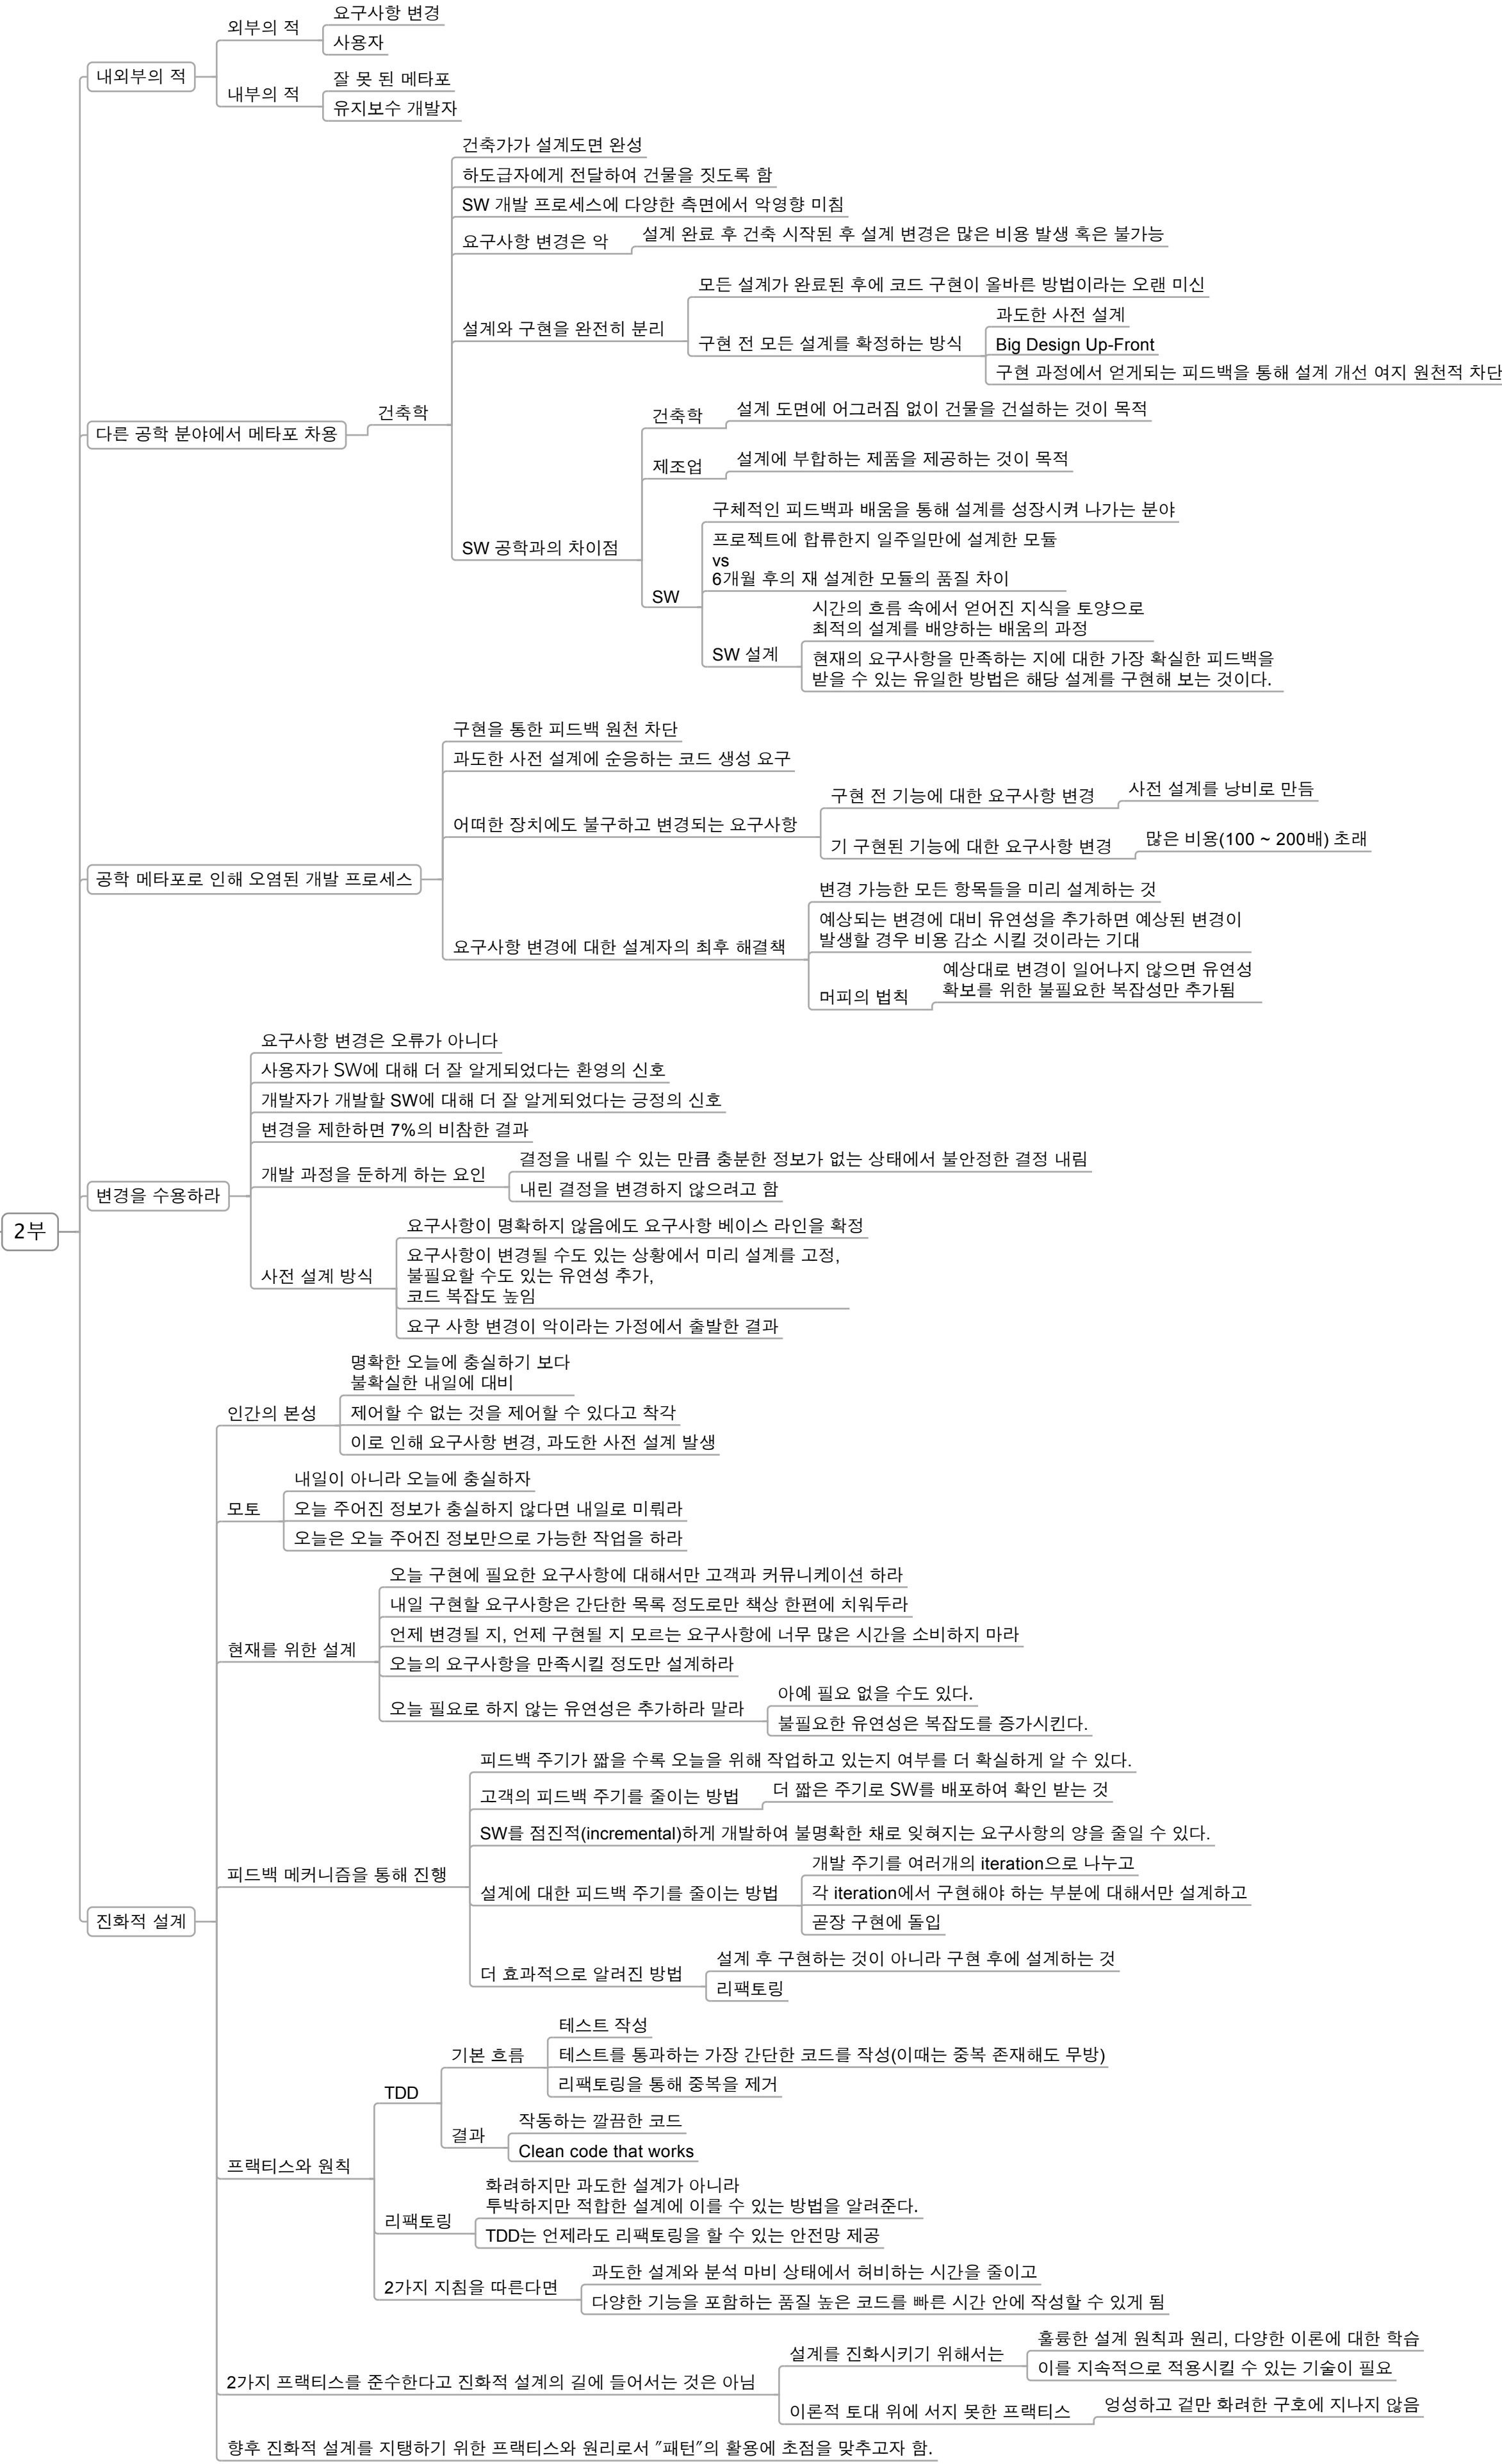 2부
내외부의 적
외부의 적
요구사항 변경
사용자
내부의 적
잘 못 된 메타포
유지보수 개발자
다른 공학 분야에서 메타포 차용
건축학
건축가가 설계도면 완성
하도급자에게 전달하여 건물을 짓도록 함
SW 개발 프로세스에 다양한 측면에서 악영향 미침
요구사항 변경은 악
설계 완료 후 건축 시작된 후 설계 변경은 많은 비용 발생 혹은 불가능
설계와 구현을 완전히 분리
모든 설계가 완료된 후에 코드 구현이 올바른 방법이라는 오랜 미신
구현 전 모든 설계를 확정하는 방식
과도한 사전 설계
Big Design Up-Front
구현 과정에서 얻게되는 피드백을 통해 설계 개선 여지 원천적 차단
SW 공학과의 차이점
건축학
설계 도면에 어그러짐 없이 건물을 건설하는 것이 목적
제조업
설계에 부합하는 제품을 제공하는 것이 목적
SW
구체적인 피드백과 배움을 통해 설계를 성장시켜 나가는 분야
프로젝트에 합류한지 일주일만에 설계한 모듈
vs
6개월 후의 재 설계한 모듈의 품질 차이
SW 설계
시간의 흐름 속에서 얻어진 지식을 토양으로
최적의 설계를 배양하는 배움의 과정
현재의 요구사항을 만족하는 지에 대한 가장 확실한 피드백을
받을 수 있는 유일한 방법은 해당 설계를 구현해 보는 것이다.
공학 메타포로 인해 오염된 개발 프로세스
구현을 통한 피드백 원천 차단
과도한 사전 설계에 순응하는 코드 생성 요구
어떠한 장치에도 불구하고 변경되는 요구사항
구현 전 기능에 대한 요구사항 변경
사전 설계를 낭비로 만듬
기 구현된 기능에 대한 요구사항 변경
많은 비용(100 ~ 200배) 초래
요구사항 변경에 대한 설계자의 최후 해결책
변경 가능한 모든 항목들을 미리 설계하는 것
예상되는 변경에 대비 유연성을 추가하면 예상된 변경이
발생할 경우 비용 감소 시킬 것이라는 기대
머피의 법칙
예상대로 변경이 일어나지 않으면 유연성
확보를 위한 불필요한 복잡성만 추가됨
변경을 수용하라
요구사항 변경은 오류가 아니다
사용자가 SW에 대해 더 잘 알게되었다는 환영의 신호
개발자가 개발할 SW에 대해 더 잘 알게되었다는 긍정의 신호
변경을 제한하면 7%의 비참한 결과
개발 과정을 둔하게 하는 요인
결정을 내릴 수 있는 만큼 충분한 정보가 없는 상태에서 불안정한 결정 내림
내린 결정을 변경하지 않으려고 함
사전 설계 방식
요구사항이 명확하지 않음에도 요구사항 베이스 라인을 확정
요구사항이 변경될 수도 있는 상황에서 미리 설계를 고정,
불필요할 수도 있는 유연성 추가,
코드 복잡도 높임
요구 사항 변경이 악이라는 가정에서 출발한 결과
진화적 설계
인간의 본성
명확한 오늘에 충실하기 보다
불확실한 내일에 대비
제어할 수 없는 것을 제어할 수 있다고 착각
이로 인해 요구사항 변경, 과도한 사전 설계 발생
모토
내일이 아니라 오늘에 충실하자
오늘 주어진 정보가 충실하지 않다면 내일로 미뤄라
오늘은 오늘 주어진 정보만으로 가능한 작업을 하라
현재를 위한 설계
오늘 구현에 필요한 요구사항에 대해서만 고객과 커뮤니케이션 하라
내일 구현할 요구사항은 간단한 목록 정도로만 책상 한편에 치워두라
언제 변경될 지, 언제 구현될 지 모르는 요구사항에 너무 많은 시간을 소비하지 마라
오늘의 요구사항을 만족시킬 정도만 설계하라
오늘 필요로 하지 않는 유연성은 추가하라 말라
아예 필요 없을 수도 있다.
불필요한 유연성은 복잡도를 증가시킨다.
피드백 메커니즘을 통해 진행
피드백 주기가 짧을 수록 오늘을 위해 작업하고 있는지 여부를 더 확실하게 알 수 있다.
고객의 피드백 주기를 줄이는 방법
더 짧은 주기로 SW를 배포하여 확인 받는 것
SW를 점진적(incremental)하게 개발하여 불명확한 채로 잊혀지는 요구사항의 양을 줄일 수 있다.
설계에 대한 피드백 주기를 줄이는 방법
개발 주기를 여러개의 iteration으로 나누고
각 iteration에서 구현해야 하는 부분에 대해서만 설계하고
곧장 구현에 돌입
더 효과적으로 알려진 방법
설계 후 구현하는 것이 아니라 구현 후에 설계하는 것
리팩토링
프랙티스와 원칙
TDD
기본 흐름
테스트 작성
테스트를 통과하는 가장 간단한 코드를 작성(이때는 중복 존재해도 무방)
리팩토링을 통해 중복을 제거
결과
작동하는 깔끔한 코드
Clean code that works
리팩토링
화려하지만 과도한 설계가 아니라
투박하지만 적합한 설계에 이를 수 있는 방법을 알려준다.
TDD는 언제라도 리팩토링을 할 수 있는 안전망 제공
2가지 지침을 따른다면
과도한 설계와 분석 마비 상태에서 허비하는 시간을 줄이고
다양한 기능을 포함하는 품질 높은 코드를 빠른 시간 안에 작성할 수 있게 됨
2가지 프랙티스를 준수한다고 진화적 설계의 길에 들어서는 것은 아님
설계를 진화시키기 위해서는
훌륭한 설계 원칙과 원리, 다양한 이론에 대한 학습
이를 지속적으로 적용시킬 수 있는 기술이 필요
이론적 토대 위에 서지 못한 프랙티스
엉성하고 겉만 화려한 구호에 지나지 않음
향후 진화적 설계를 지탱하기 위한 프랙티스와 원리로서 "패턴"의 활용에 초점을 맞추고자 함.